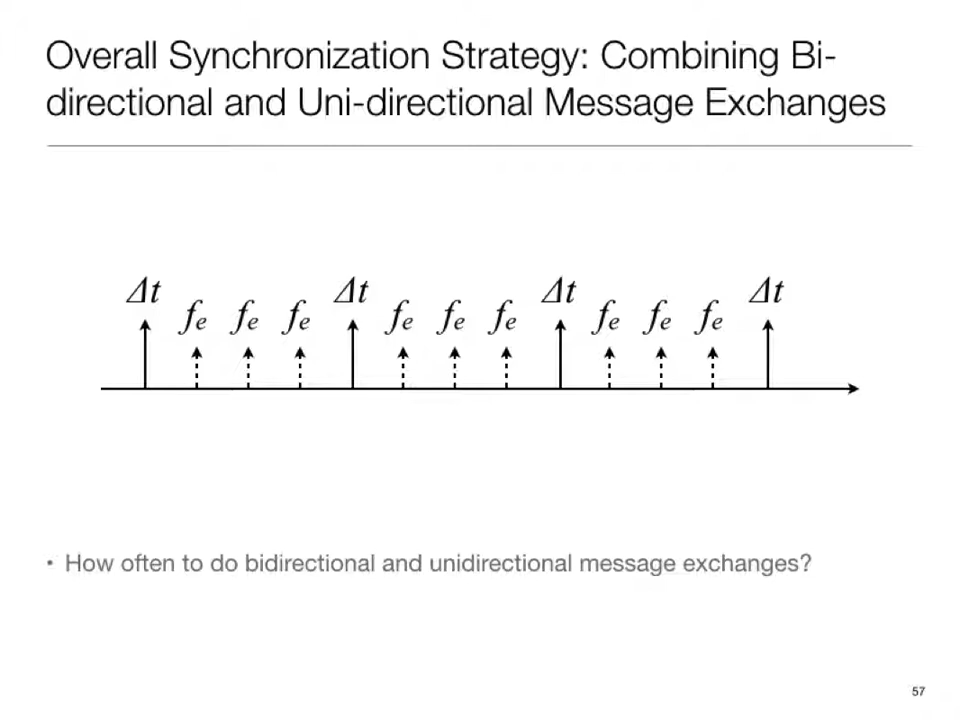 Overall Synchronization Strategy: Combining Bi-
directional and Uni-directional Message Exchanges
Δt fe fe fe Δt fe fe fe Δt fe fe fe Δt
• How often to do bidirectional and unidirectional message exchanges?
57